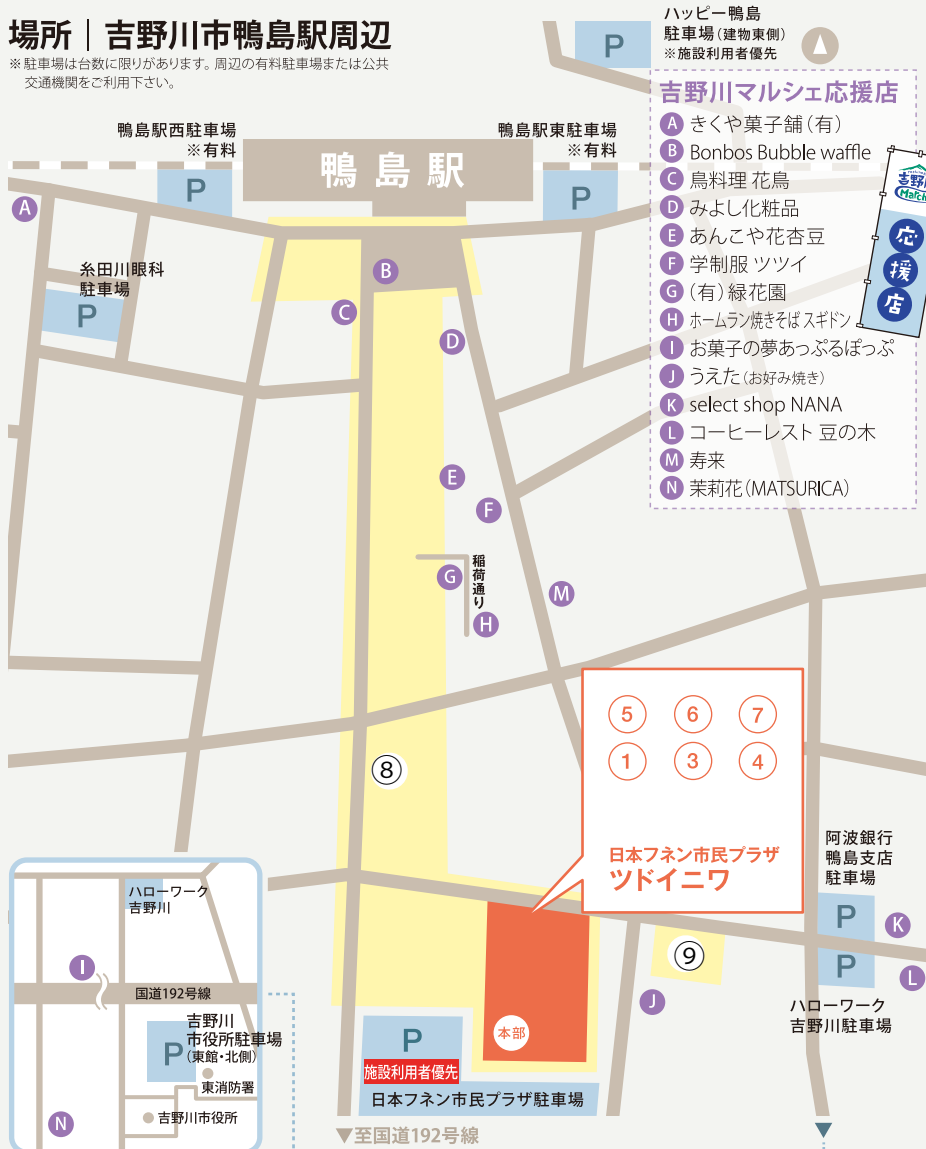 場所｜吉野川市鴨島駅周辺
※駐車場は台数に限りがあります。周辺の有料駐車場または公共
交通機関をご利用下さい。
ハッピー鴨島
駐車場(建物東側)
※施設利用者優先
P
吉野川マルシェ応援店
A きくや菓子舗(有)
B Bonbos Bubble waffle
C 鳥料理 花鳥
D みよし化粧品
E あんこや花杏豆
F 学制服 ツツイ
G (有)緑花園
H ホームラン焼きそば スギドン
I お菓子の夢あっぷるぽっぷ
J うえた(お好み焼き)
K select shop NANA
L コーヒーレスト 豆の木
M 寿来
N 茉莉花(MATSURICA)
応
援
店
鴨島駅西駐車場
※有料
P
鴨島駅
鴨島駅東駐車場
※有料
P
A
糸田川眼科
駐車場
P
B
C
D
E
F
稲荷通り
G
H
M
⑧
⑤ ⑥ ⑦
① ③ ④
日本フネン市民プラザ
ツドイニワ
阿波銀行
鴨島支店
駐車場
P
K
P
L
ハローワーク
吉野川駐車場
⑨
J
本部
P
施設利用者優先
日本フネン市民プラザ駐車場
▼至国道192号線
ハローワーク
吉野川
I
国道192号線
吉野川
市役所駐車場
(東館・北側)
P
東消防署
吉野川市役所
N